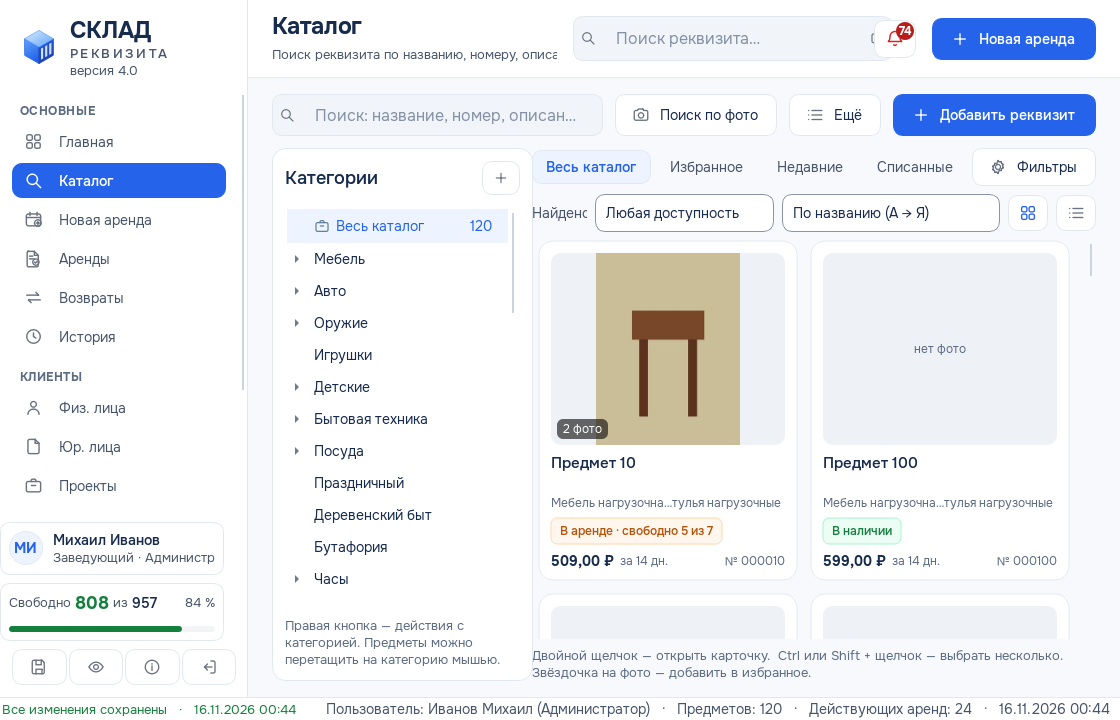 СКЛАД
РЕКВИЗИТА
версия 4.0
ОСНОВНЫЕ
Главная
Каталог
Новая аренда
Аренды
Возвраты
История
КЛИЕНТЫ
Физ. лица
Юр. лица
Проекты
МИ
Михаил Иванов
Заведующий · Администр
Свободно 808 из 957 84 %
Каталог
Поиск реквизита по названию, номеру, описа
Поиск реквизита...
74
Новая аренда
Поиск: название, номер, описан...
Поиск по фото
Ещё
Добавить реквизит
Категории
Весь каталог 120
Мебель
Авто
Оружие
Игрушки
Детские
Бытовая техника
Посуда
Праздничный
Деревенский быт
Бутафория
Часы
Правая кнопка — действия с
категорией. Предметы можно
перетащить на категорию мышью.
Весь каталог
Избранное
Недавние
Списанные
Фильтры
Найденс
Любая доступность
По названию (А → Я)
2 фото
Предмет 10
Мебель нагрузочна...тулья нагрузочные
В аренде · свободно 5 из 7
509,00 ₽ за 14 дн. № 000010
нет фото
Предмет 100
Мебель нагрузочна...тулья нагрузочные
В наличии
599,00 ₽ за 14 дн. № 000100
Двойной щелчок — открыть карточку. Ctrl или Shift + щелчок — выбрать несколько.
Звёздочка на фото — добавить в избранное.
Все изменения сохранены · 16.11.2026 00:44
Пользователь: Иванов Михаил (Администратор) · Предметов: 120 · Действующих аренд: 24 · 16.11.2026 00:44